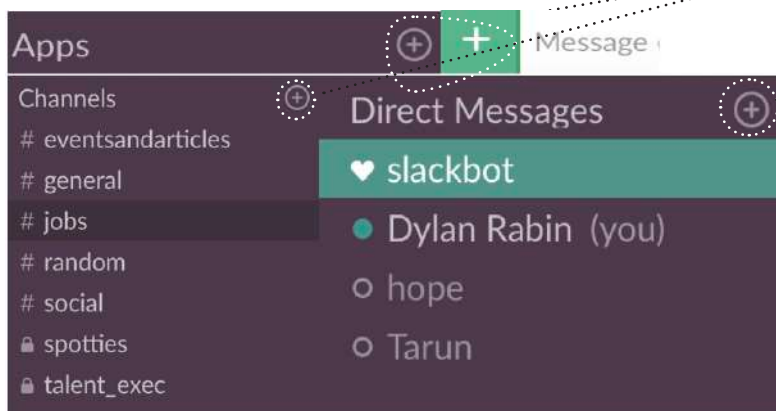 Apps + Message
Channels
# eventsandarticles
# general
# jobs
# random
# social
spotties
talent_exec
Direct Messages
slackbot
Dylan Rabin (you)
hope
Tarun